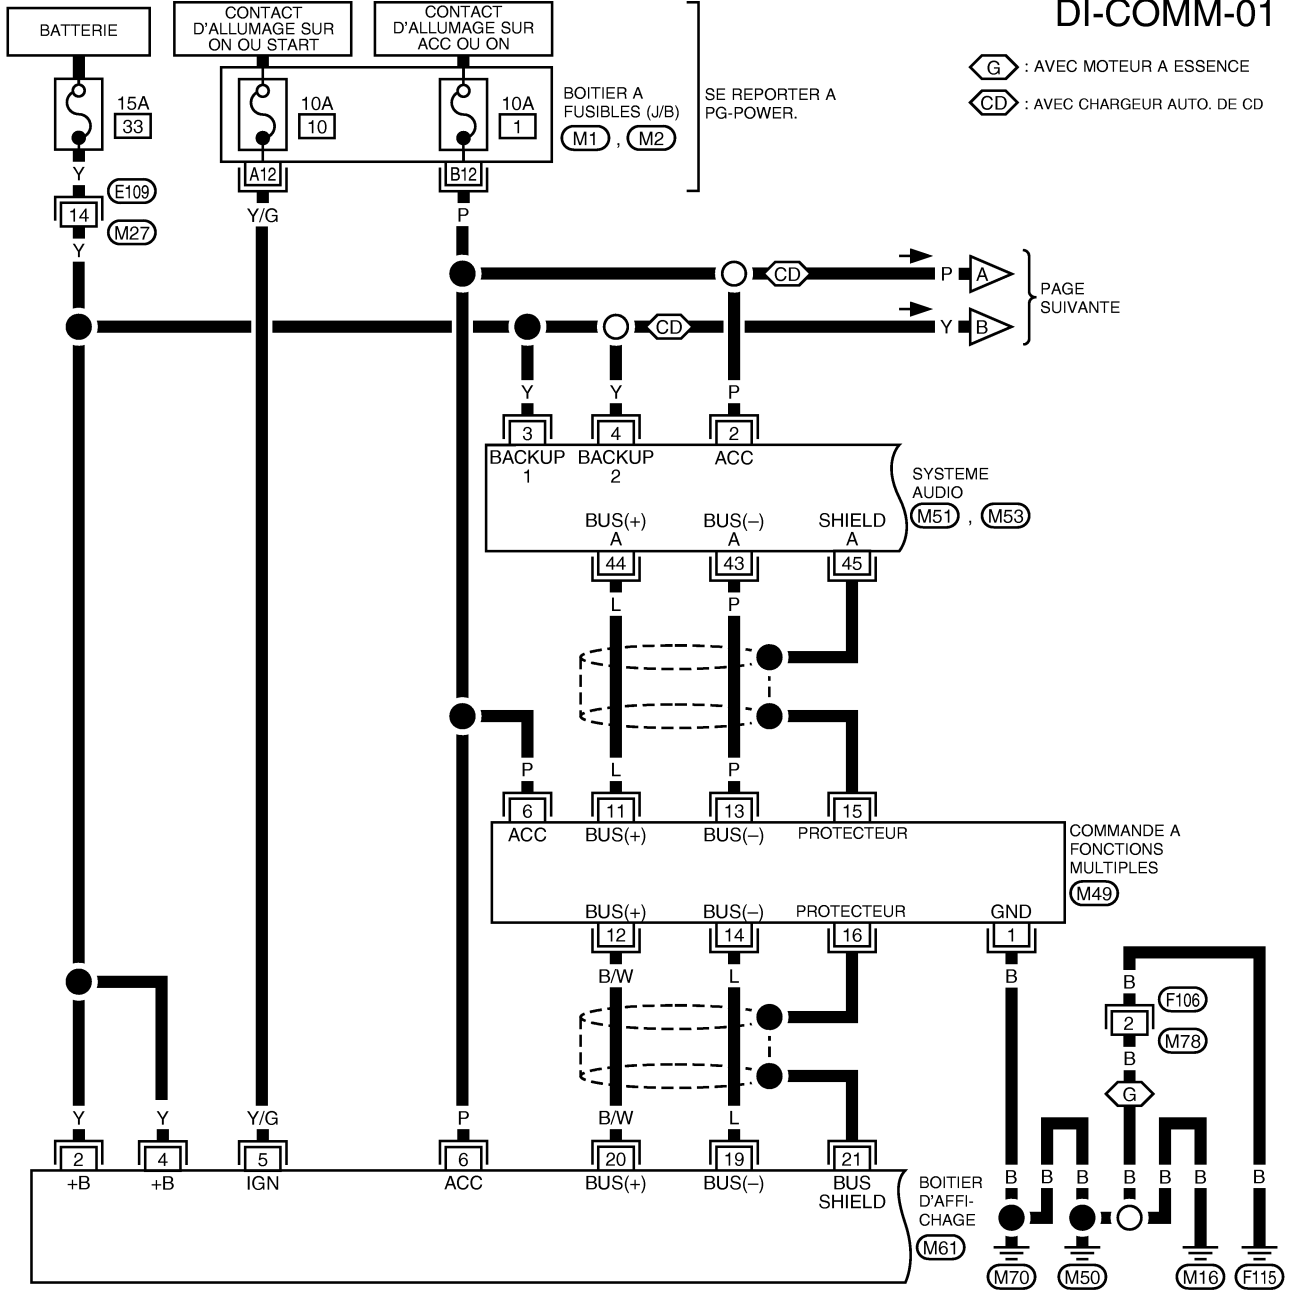 DI-COMM-01
BATTERIE
CONTACT
D'ALLUMAGE SUR
ON OU START
CONTACT
D'ALLUMAGE SUR
ACC OU ON
G : AVEC MOTEUR A ESSENCE
CD : AVEC CHARGEUR AUTO. DE CD
15A
33
10A
10
10A
1
BOITIER A
FUSIBLES (J/B)
M1 , M2
SE REPORTER A
PG-POWER.
A12
B12
Y
E109
14
M27
Y
Y/G
P
CD
P
A
CD
Y
B
PAGE
SUIVANTE
Y
Y
P
3
4
2
BACKUP
1
BACKUP
2
ACC
SYSTEME
AUDIO
M51 , M53
BUS(+)
A
BUS(–)
A
SHIELD
A
44
43
45
L
P
P
L
P
6
11
13
15
ACC
BUS(+)
BUS(–)
PROTECTEUR
COMMANDE A
FONCTIONS
MULTIPLES
M49
BUS(+)
BUS(–)
PROTECTEUR
GND
12
14
16
1
B/W
L
B
B
F106
2
M78
B
G
Y
Y
Y/G
P
B/W
L
2
4
5
6
20
19
21
+B
+B
IGN
ACC
BUS(+)
BUS(–)
BUS
SHIELD
BOITIER
D'AFFI-
CHAGE
M61
B
B
B
B
B
B
B
M70
M50
M16
F115